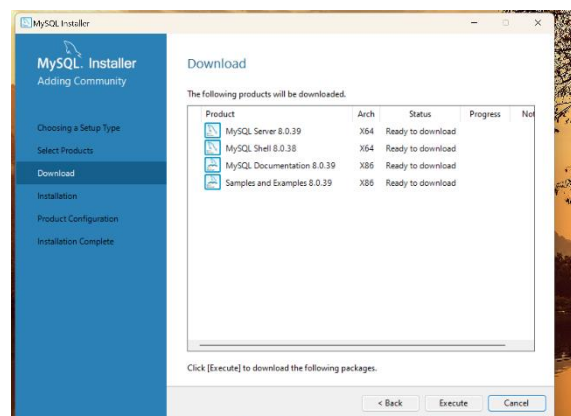 MySQL Installer
MySQL. Installer
Adding Community
Choosing a Setup Type
Select Products
Download
Installation
Product Configuration
Installation Complete
Download
The following products will be downloaded.
Product Arch Status Progress Not
MySQL Server 8.0.39 X64 Ready to download
MySQL Shell 8.0.38 X64 Ready to download
MySQL Documentation 8.0.39 X86 Ready to download
Samples and Examples 8.0.39 X86 Ready to download
Click [Execute] to download the following packages.
< Back Execute Cancel